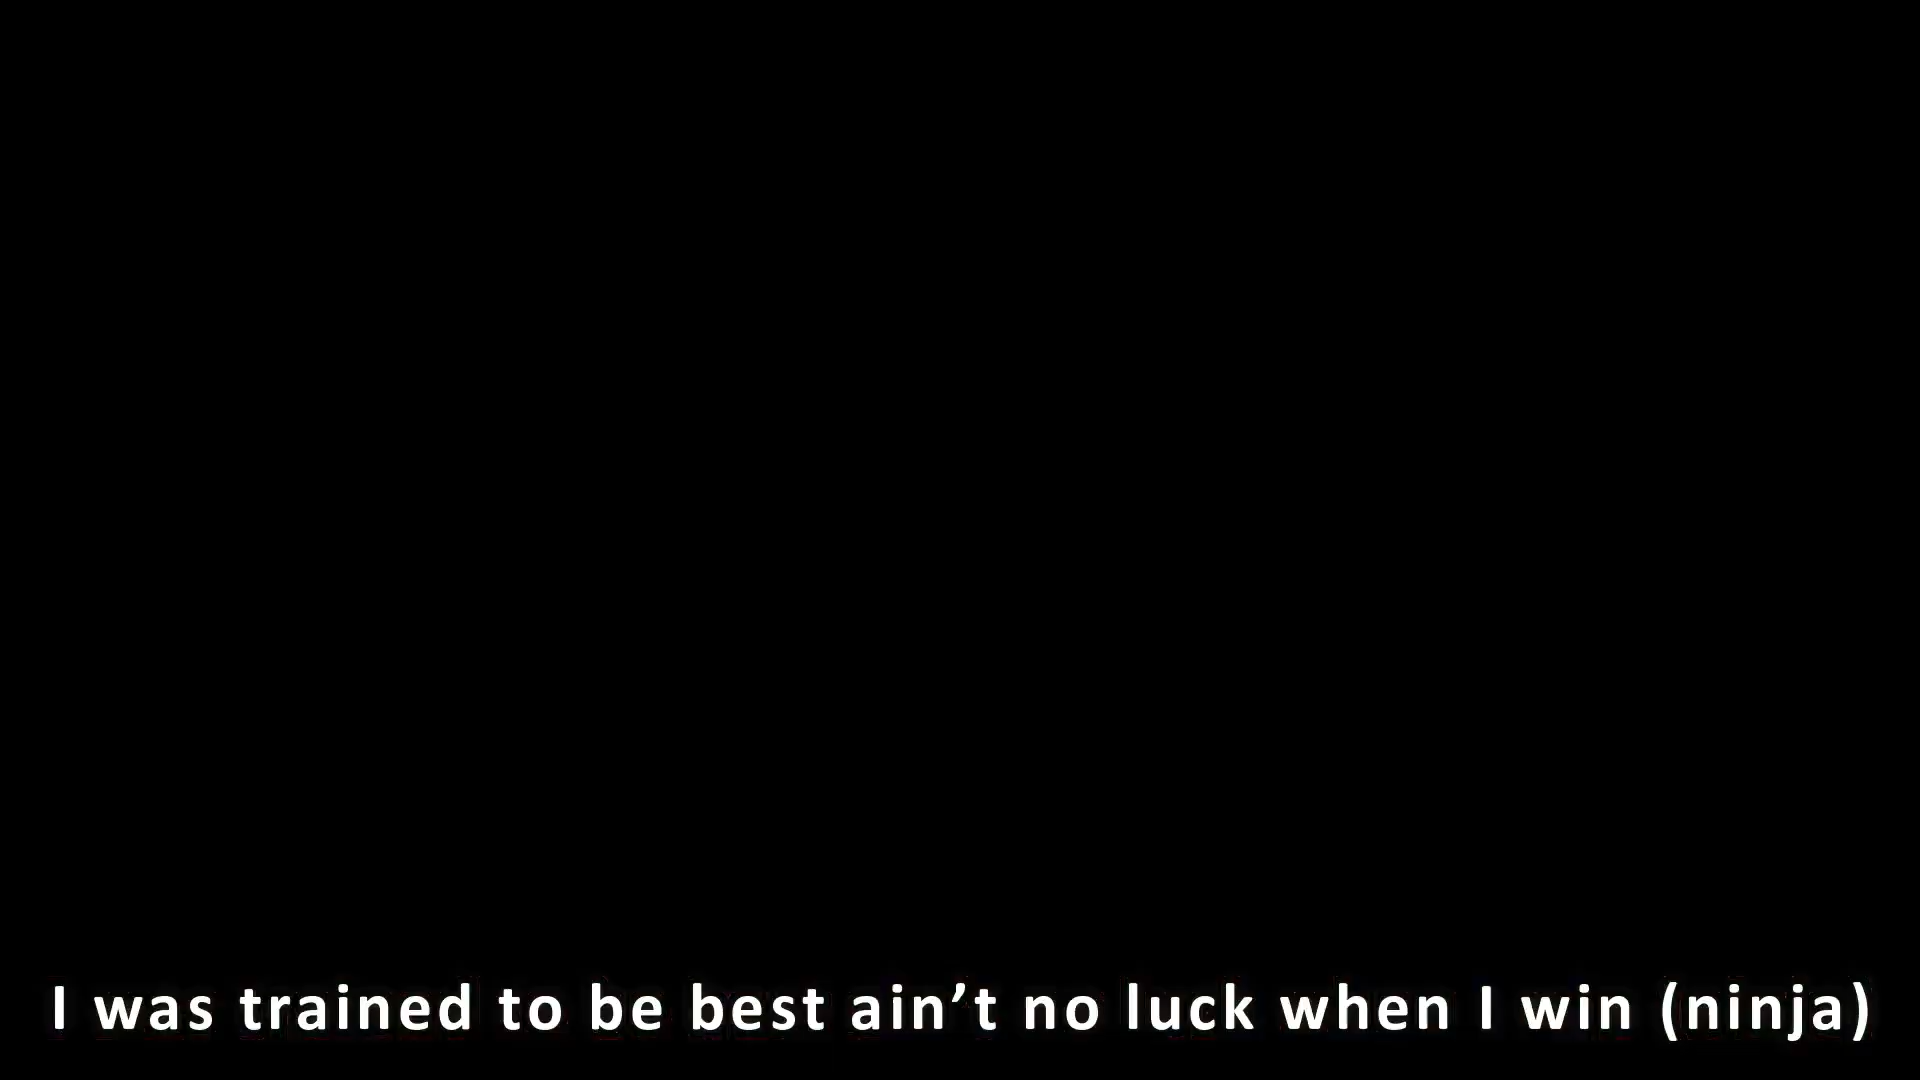 I was trained to be best ain’t no luck when I win (ninja)